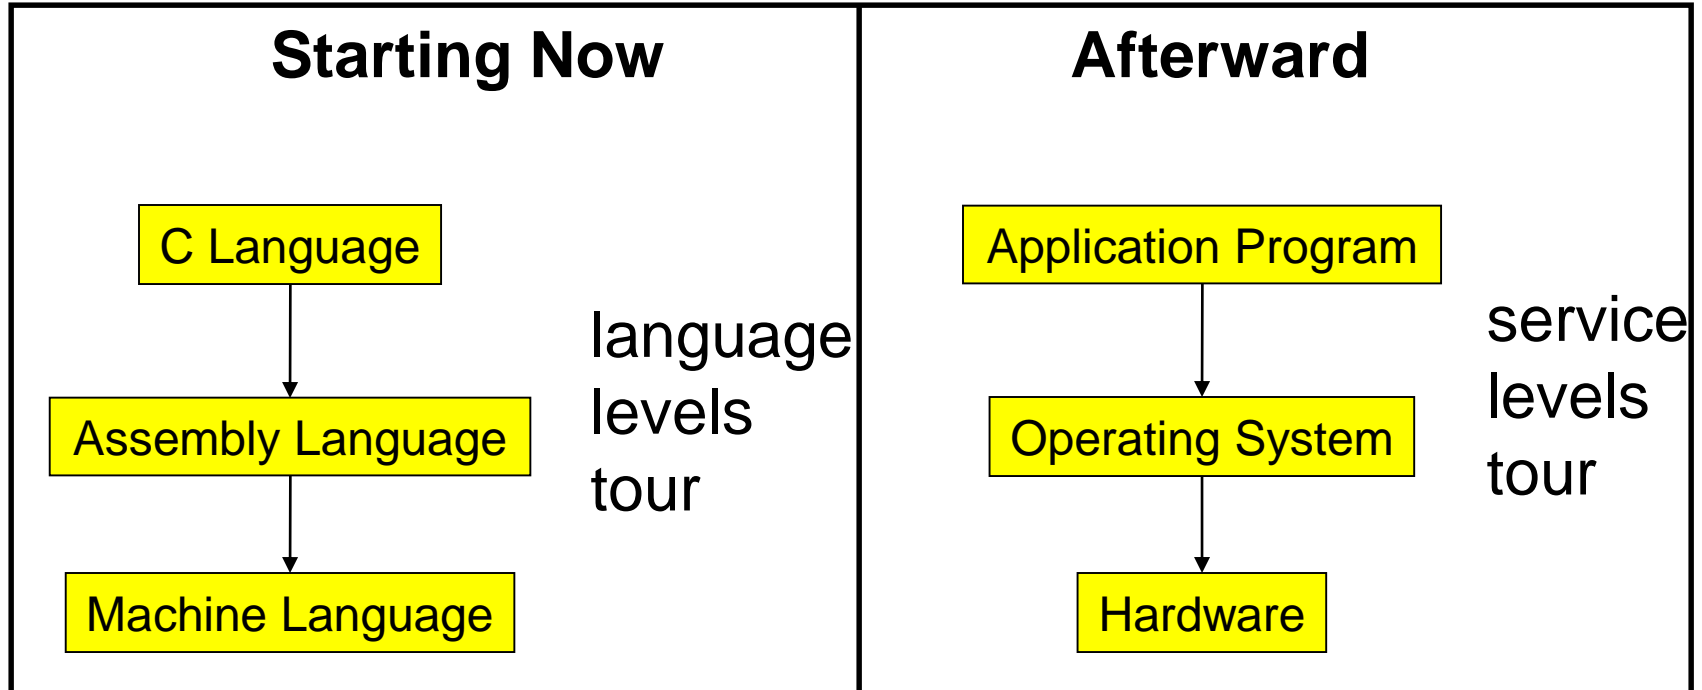 Starting Now
C Language
Assembly Language
Machine Language
language
levels
tour
Afterward
Application Program
Operating System
Hardware
service
levels
tour